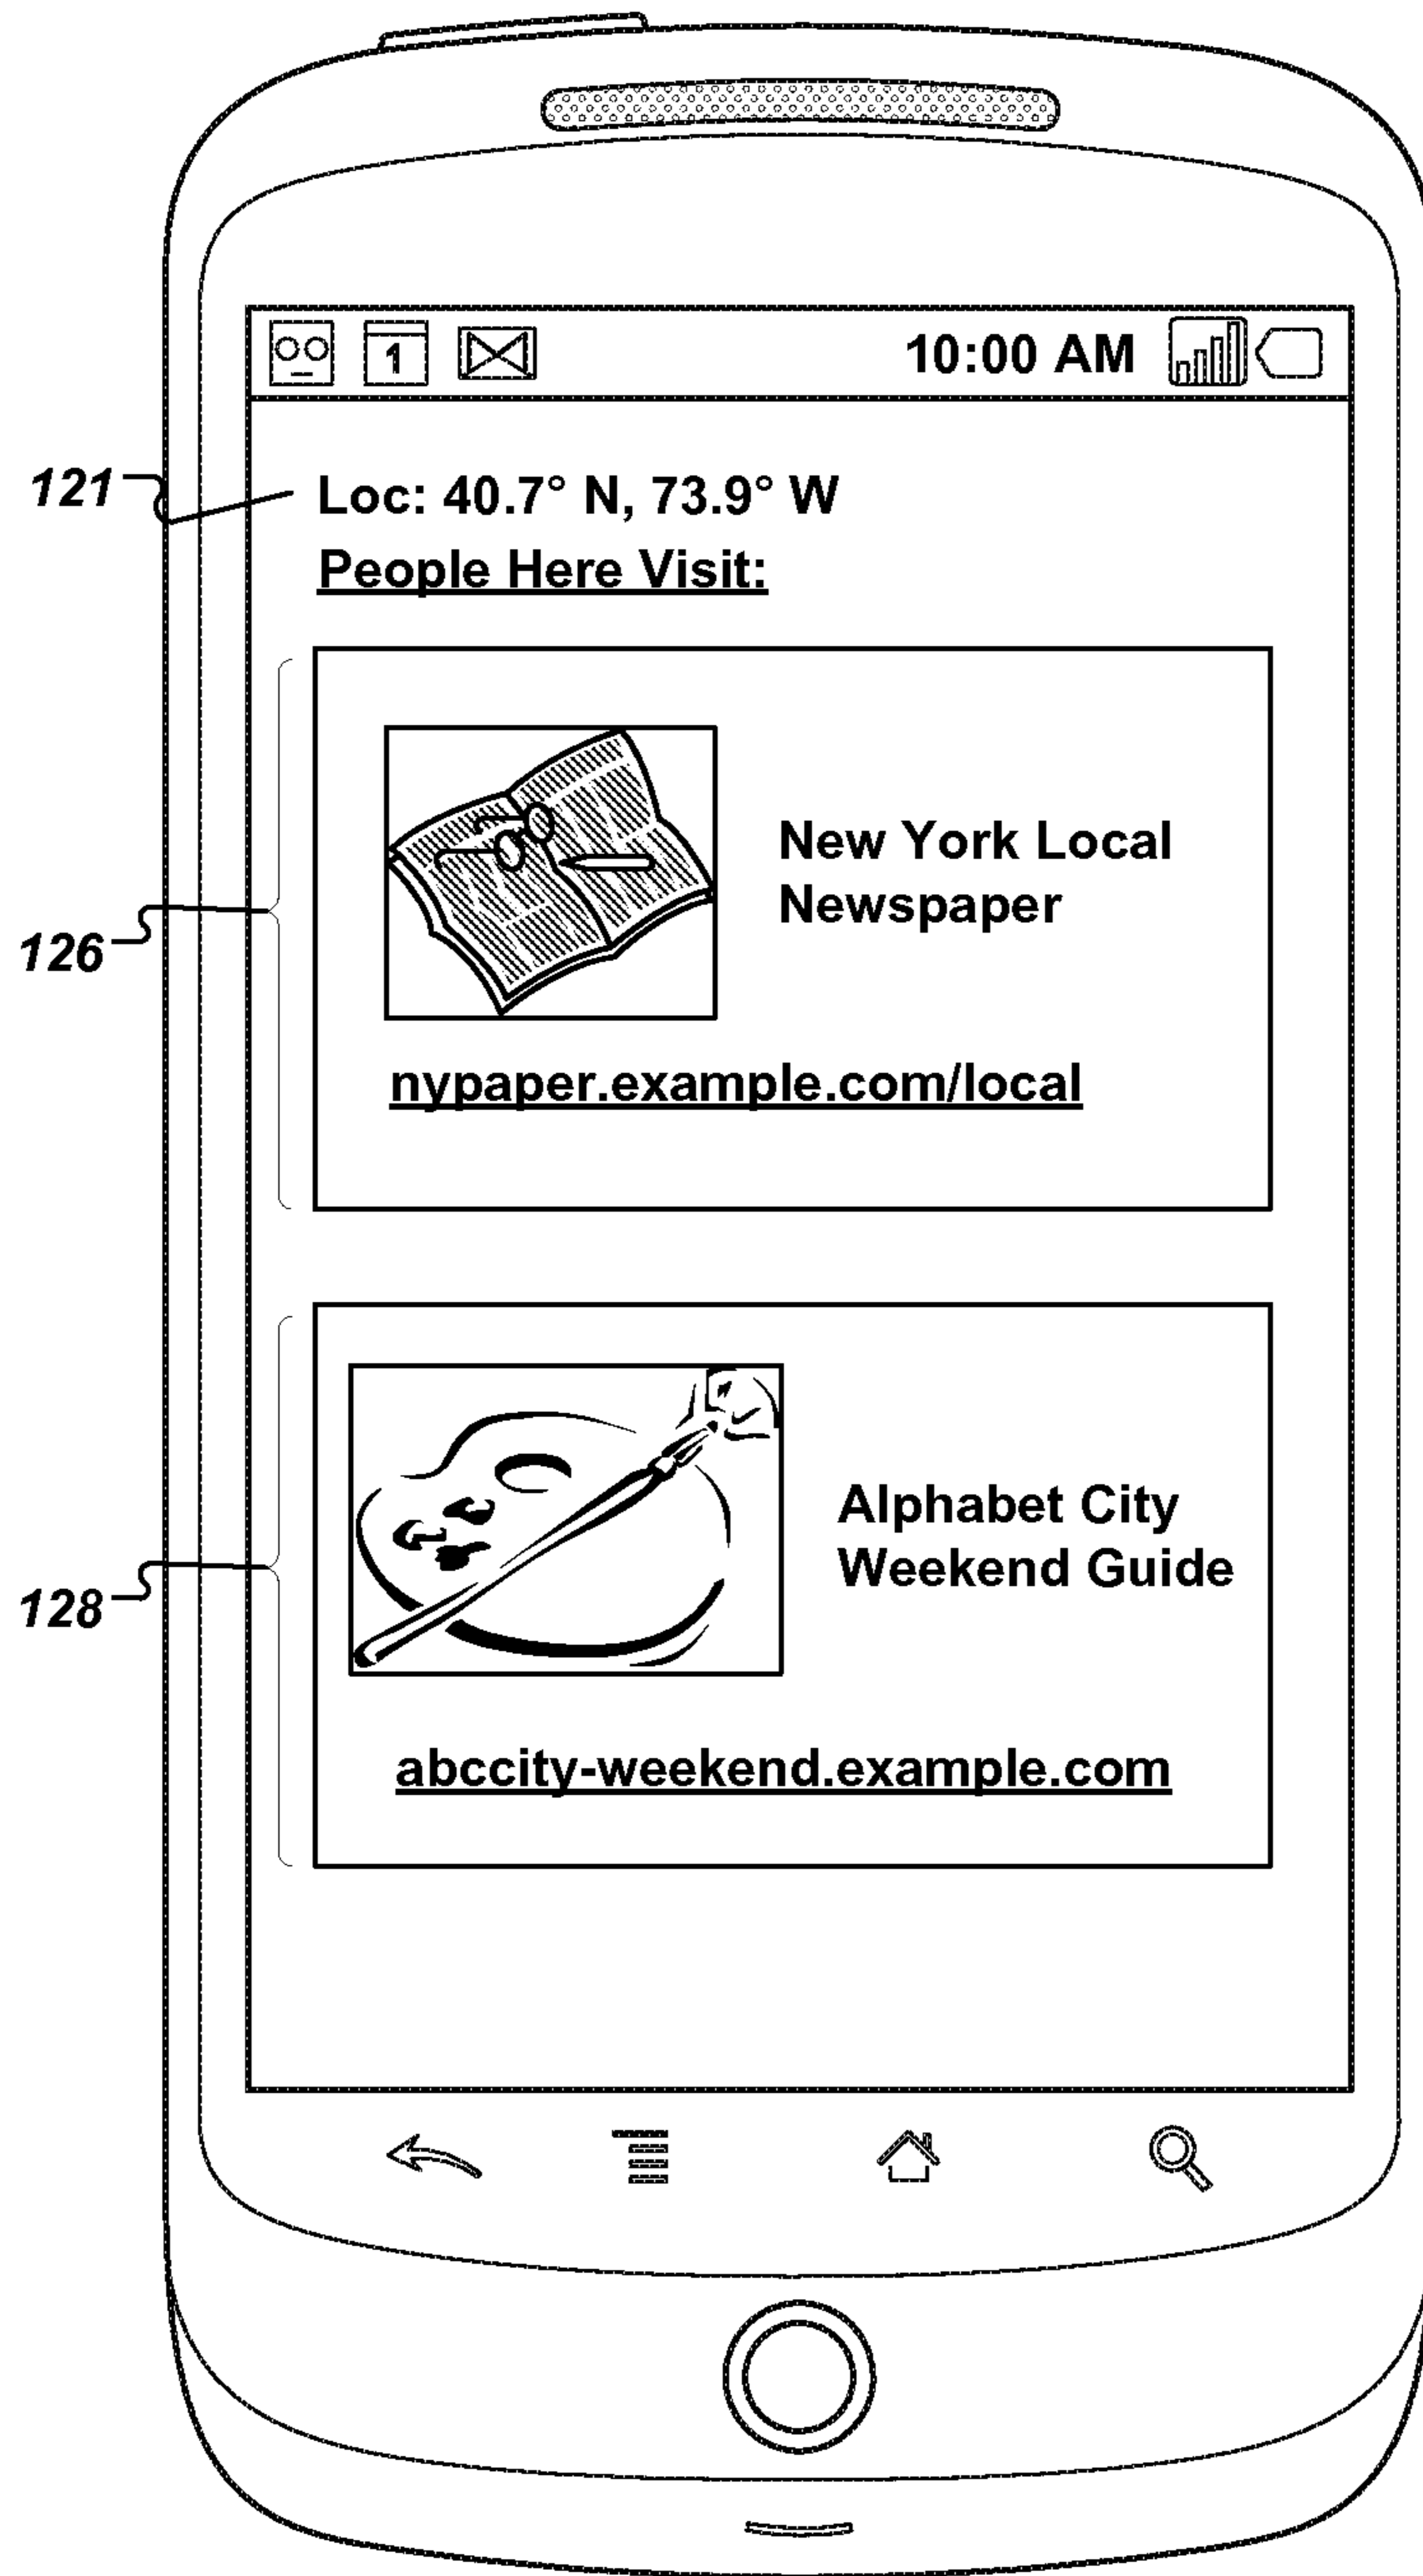 1
10:00 AM
121
Loc: 40.7° N, 73.9° W
People Here Visit:
126
New York Local
Newspaper
nypaper.example.com/local
128
Alphabet City
Weekend Guide
abccity-weekend.example.com